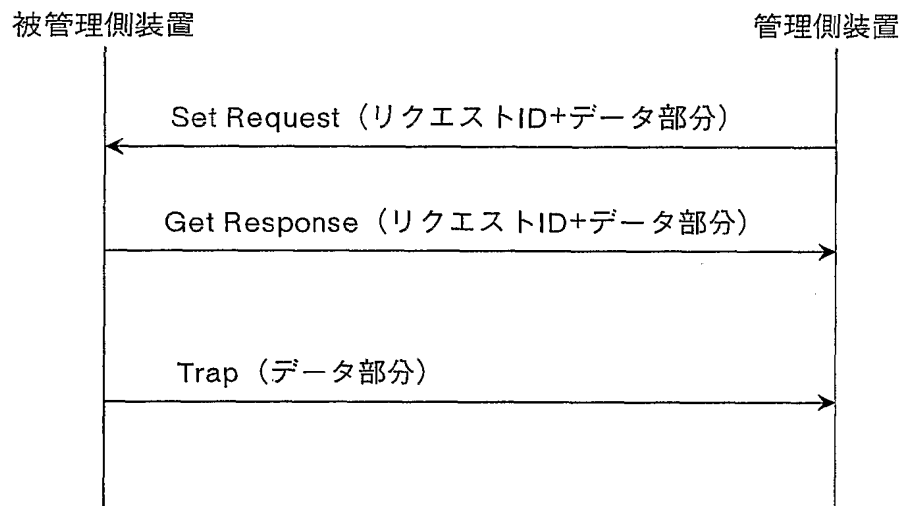 被管理側装置
管理側装置
Set Request（リクエストID+データ部分）
Get Response（リクエストID+データ部分）
Trap（データ部分）